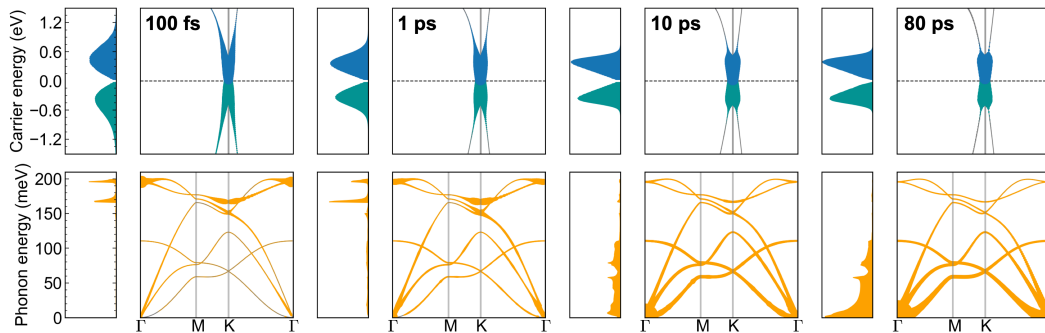 Carrier energy (eV)
1.2
0.6
0.0
−0.6
−1.2
100 fs
1 ps
10 ps
80 ps
Phonon energy (meV)
200
150
100
50
0
Γ M K Γ
Γ M K Γ
Γ M K Γ
Γ M K Γ